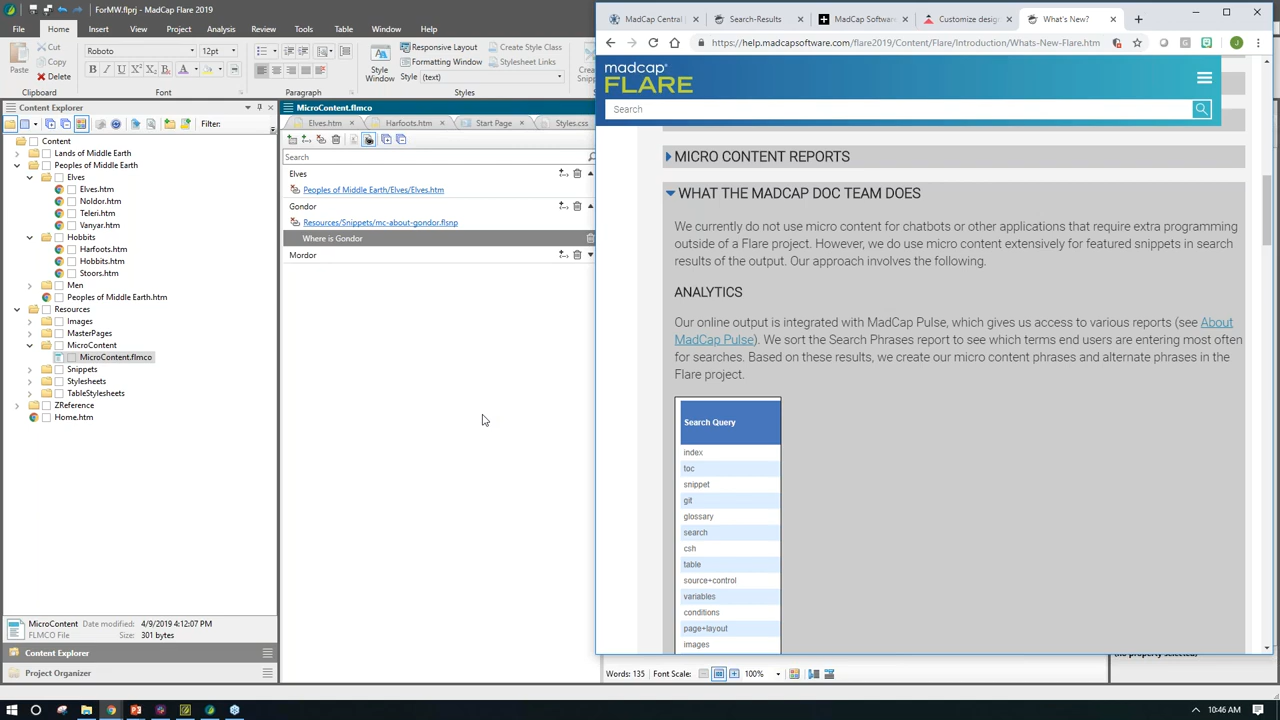 ForMW.flprj - MadCap Flare 2019
File
Home
Insert
View
Project
Analysis
Review
Tools
Table
Window
Help
Cut
Copy
Delete
Paste
Clipboard
Roboto
12pt
B I U
Font
Paragraph
Style Window
Responsive Layout
Formatting Window
Style (text)
Create Style Class
Styles
Content Explorer
Filter:
Content
Lands of Middle Earth
Peoples of Middle Earth
Elves
Elves.htm
Noldor.htm
Teleri.htm
Vanyar.htm
Hobbits
Harfoots.htm
Hobbits.htm
Stoors.htm
Men
Peoples of Middle Earth.htm
Resources
Images
MasterPages
MicroContent
MicroContent.flmco
Snippets
Stylesheets
TableStylesheets
ZReference
Home.htm
MicroContent.flmco Date modified: 4/9/2019 4:12:07 PM
FLMCO File Size: 301 bytes
Content Explorer
Project Organizer
MicroContent.flmco
Elves.htm
Harfoots.htm
Start Page
Styles.css
Search
Elves
Peoples of Middle Earth/Elves/Elves.htm
Gondor
Resources/Snippets/mc-about-gondor.flsnp
Where is Gondor
Mordor
MadCap Central
Search-Results
MadCap Software
Customize desig
What's New?
https://help.madcapsoftware.com/flare2019/Content/Flare/Introduction/Whats-New-Flare.htm
J
madcap
FLARE
Search
MICRO CONTENT REPORTS
WHAT THE MADCAP DOC TEAM DOES
We currently do not use micro content for chatbots or other applications that require extra programming
outside of a Flare project. However, we do use micro content extensively for featured snippets in search
results of the output. Our approach involves the following.
ANALYTICS
Our online output is integrated with MadCap Pulse, which gives us access to various reports (see About
MadCap Pulse). We sort the Search Phrases report to see which terms end users are entering most often
for searches. Based on these results, we create our micro content phrases and alternate phrases in the
Flare project.
Search Query
index
toc
snippet
git
glossary
search
csh
table
source+control
variables
conditions
page+layout
images
Words: 135
Font Scale:
100%
10:46 AM